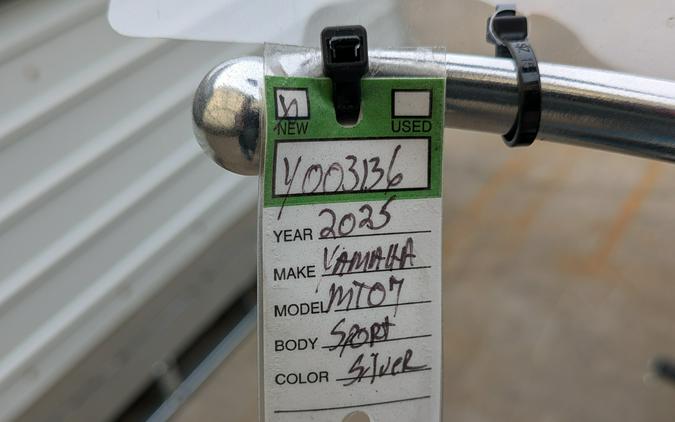 NEW USED
Y003136
YEAR 2025
MAKE YAMAHA
MODEL MT07
BODY SPORt
COLOR SilveR